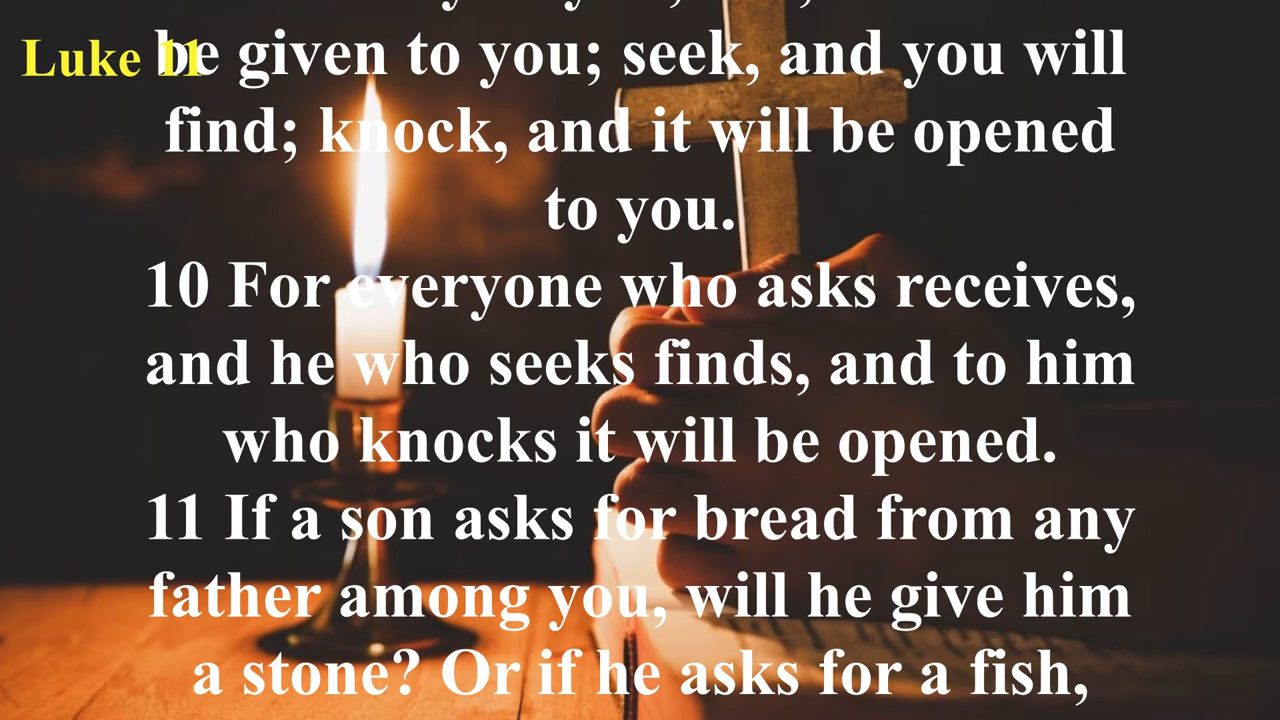 Luke 11
be given to you; seek, and you will
find; knock, and it will be opened
to you.
10 For everyone who asks receives,
and he who seeks finds, and to him
who knocks it will be opened.
11 If a son asks for bread from any
father among you, will he give him
a stone? Or if he asks for a fish,